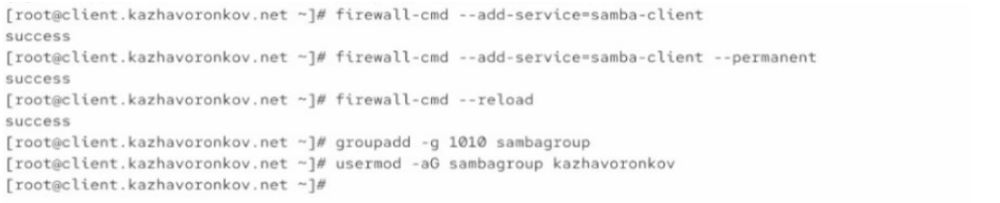 [root@client.kazhavoronkov.net ~]# firewall-cmd --add-service=samba-client
success
[root@client.kazhavoronkov.net ~]# firewall-cmd --add-service=samba-client --permanent
success
[root@client.kazhavoronkov.net ~]# firewall-cmd --reload
success
[root@client.kazhavoronkov.net ~]# groupadd -g 1010 sambagroup
[root@client.kazhavoronkov.net ~]# usermod -aG sambagroup kazhavoronkov
[root@client.kazhavoronkov.net ~]#